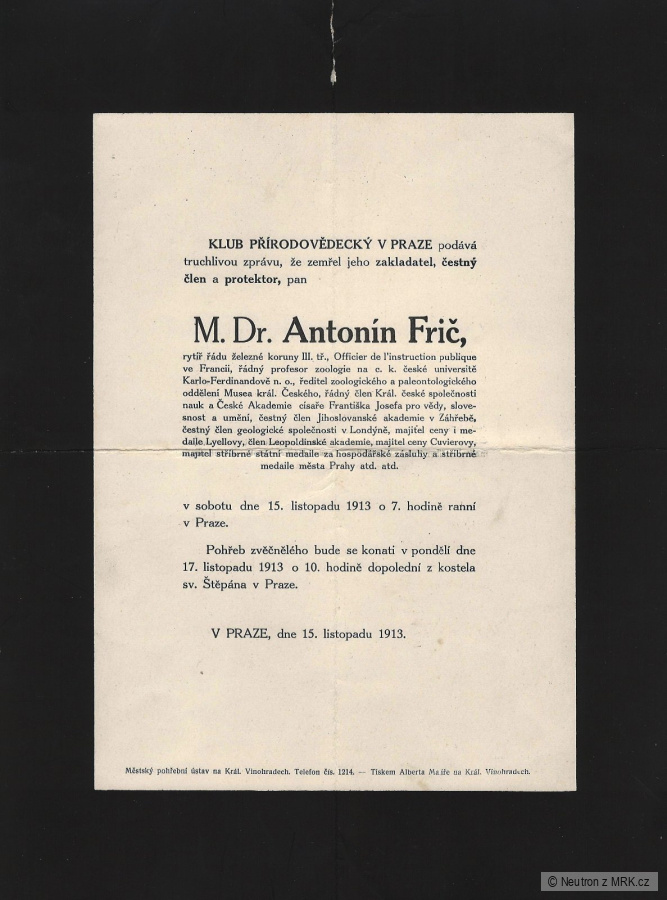 KLUB PŘÍRODOVĚDECKÝ V PRAZE podává
truchlivou zprávu, že zemřel jeho zakladatel, čestný
člen a protektor, pan
M. Dr. Antonín Frič,
rytíř řádu železné koruny III. tř., Officier de l'instruction publique
ve Francii, řádný profesor zoologie na c. k. české universitě
Karlo-Ferdinandově n. o., ředitel zoologického a paleontologického
odděleni Musea král. Českého, řádný člen Král. české společnosti
nauk a České Akademie císaře Františka Josefa pro vědy, slove-
snost a umění, čestný člen Jihoslovanské akademie v Záhřebě,
čestný člen geologické společnosti v Londýně, majitel ceny i me-
daile Lyellovy, člen Leopoldinské akademie, majitel ceny Cuvierovy,
majitel stříbrné státní medaile za hospodářské zásluhy a stříbrné
medaile města Prahy atd. atd.
v sobotu dne 15. listopadu 1913 o 7. hodině ranní
v Praze.
Pohřeb zvěčnělého bude se konati v pondělí dne
17. listopadu 1913 o 10. hodině dopolední z kostela
sv. Štěpána v Praze.
V PRAZE, dne 15. listopadu 1913.
Městský pohřební ústav na Král. Vinohradech. Telefon čís. 1214. — Tiskem Alberta Malíře na Král. Vinohradech.
© Neutron z MRK.cz